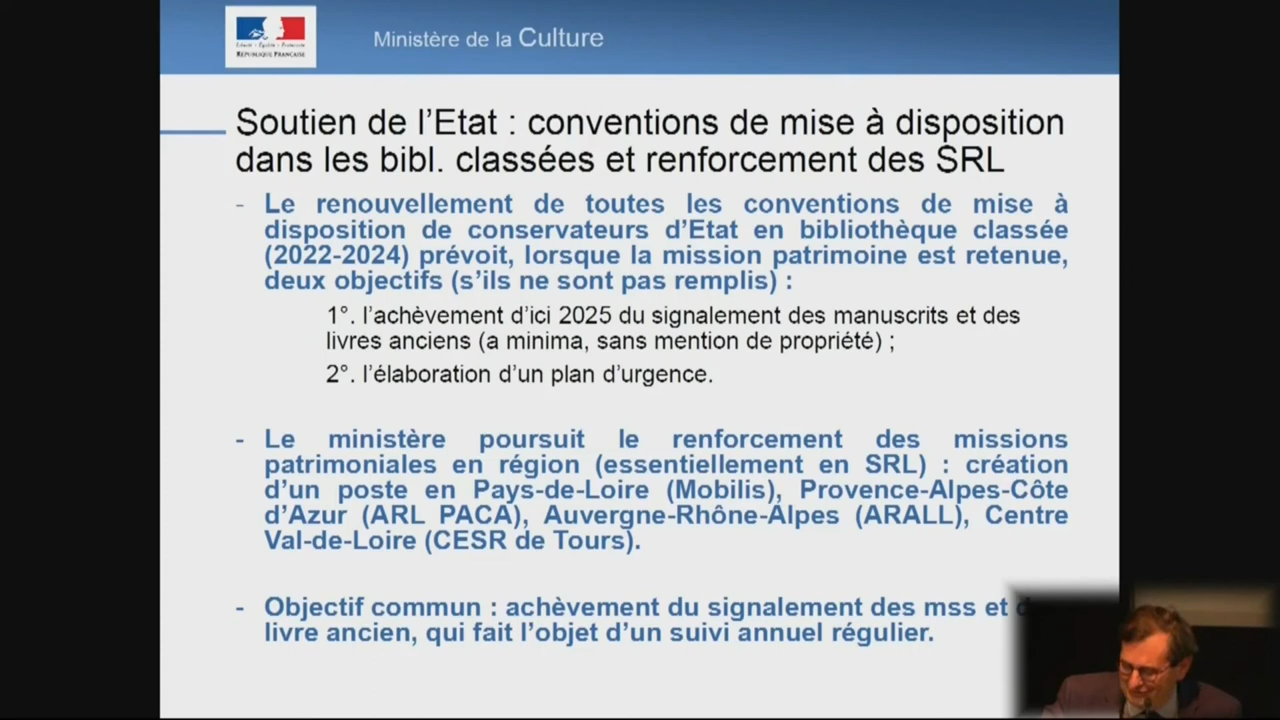 Liberté • Égalité • Fraternité
RÉPUBLIQUE FRANÇAISE
Ministère de la Culture
Soutien de l’Etat : conventions de mise à disposition
dans les bibl. classées et renforcement des SRL
- Le renouvellement de toutes les conventions de mise à
disposition de conservateurs d’Etat en bibliothèque classée
(2022-2024) prévoit, lorsque la mission patrimoine est retenue,
deux objectifs (s’ils ne sont pas remplis) :
1°. l’achèvement d’ici 2025 du signalement des manuscrits et des
livres anciens (a minima, sans mention de propriété) ;
2°. l’élaboration d’un plan d’urgence.
- Le ministère poursuit le renforcement des missions
patrimoniales en région (essentiellement en SRL) : création
d’un poste en Pays-de-Loire (Mobilis), Provence-Alpes-Côte
d’Azur (ARL PACA), Auvergne-Rhône-Alpes (ARALL), Centre
Val-de-Loire (CESR de Tours).
- Objectif commun : achèvement du signalement des mss et
livre ancien, qui fait l’objet d’un suivi annuel régulier.